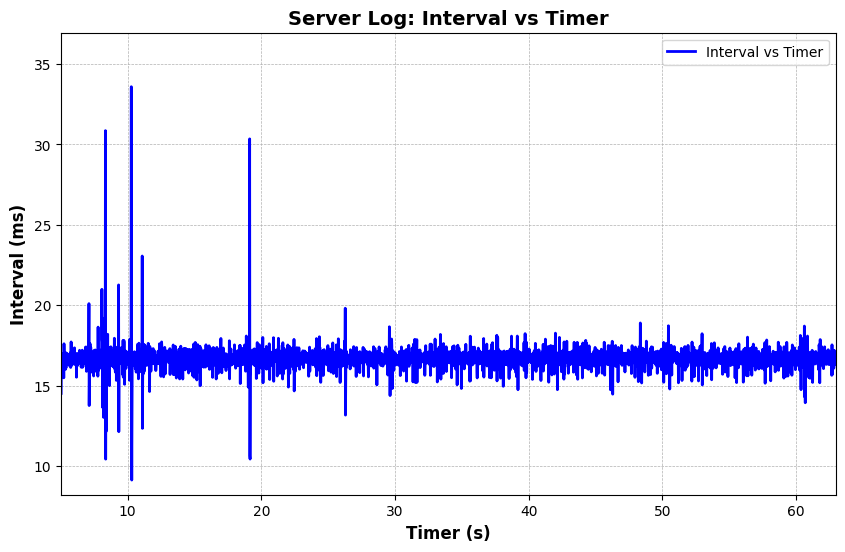 Server Log: Interval vs Timer
Interval vs Timer
35
30
25
20
15
10
Interval (ms)
10 20 30 40 50 60
Timer (s)